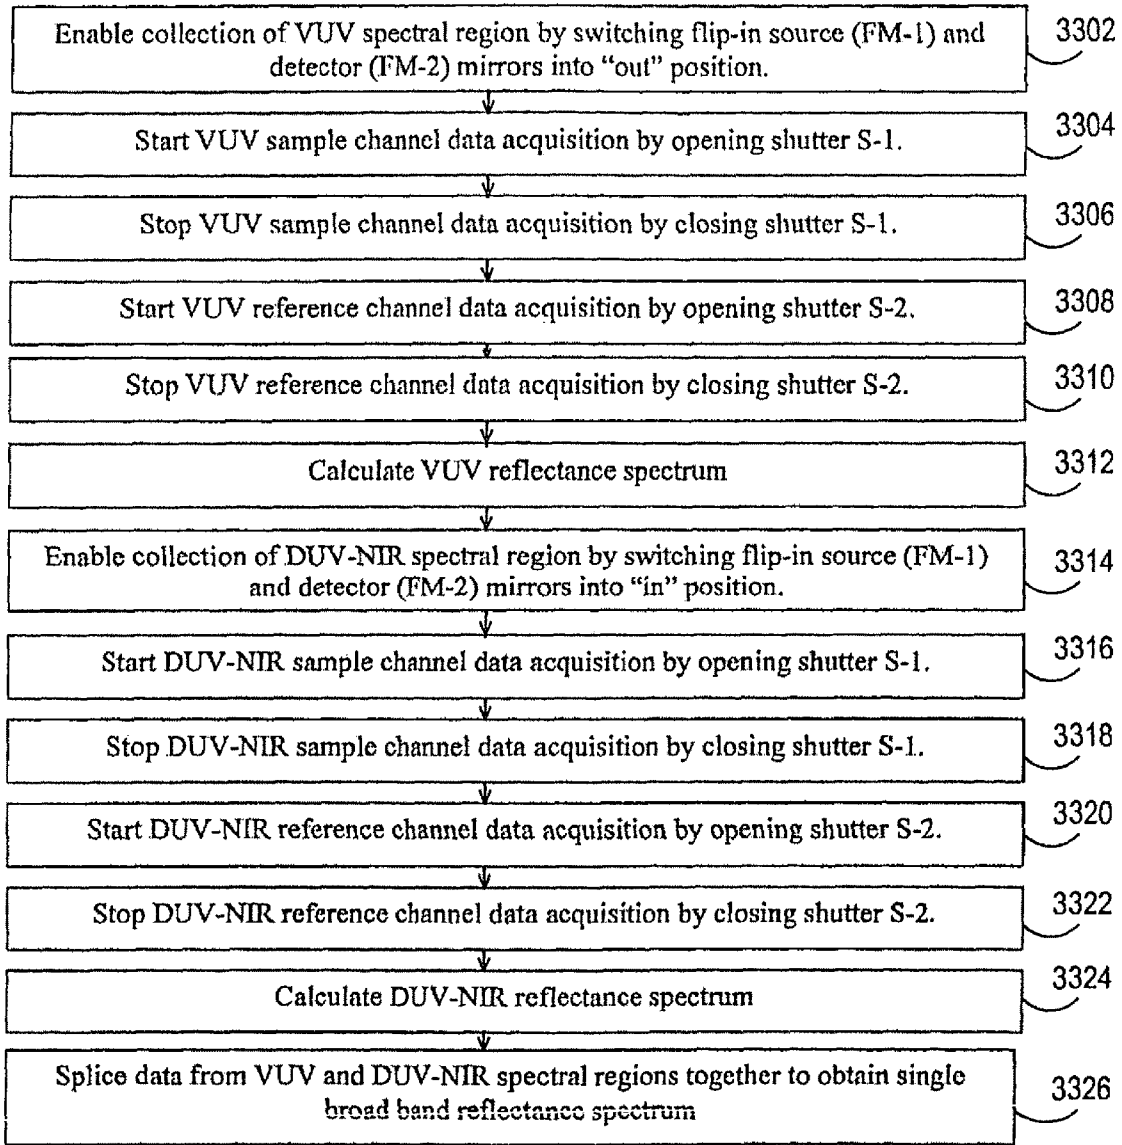 Enable collection of VUV spectral region by switching flip-in source (FM-1) and
detector (FM-2) mirrors into “out” position.
3302
Start VUV sample channel data acquisition by opening shutter S-1.
3304
Stop VUV sample channel data acquisition by closing shutter S-1.
3306
Start VUV reference channel data acquisition by opening shutter S-2.
3308
Stop VUV reference channel data acquisition by closing shutter S-2.
3310
Calculate VUV reflectance spectrum
3312
Enable collection of DUV-NIR spectral region by switching flip-in source (FM-1)
and detector (FM-2) mirrors into “in” position.
3314
Start DUV-NIR sample channel data acquisition by opening shutter S-1.
3316
Stop DUV-NIR sample channel data acquisition by closing shutter S-1.
3318
Start DUV-NIR reference channel data acquisition by opening shutter S-2.
3320
Stop DUV-NIR reference channel data acquisition by closing shutter S-2.
3322
Calculate DUV-NIR reflectance spectrum
3324
Splice data from VUV and DUV-NIR spectral regions together to obtain single
broad band reflectance spectrum
3326